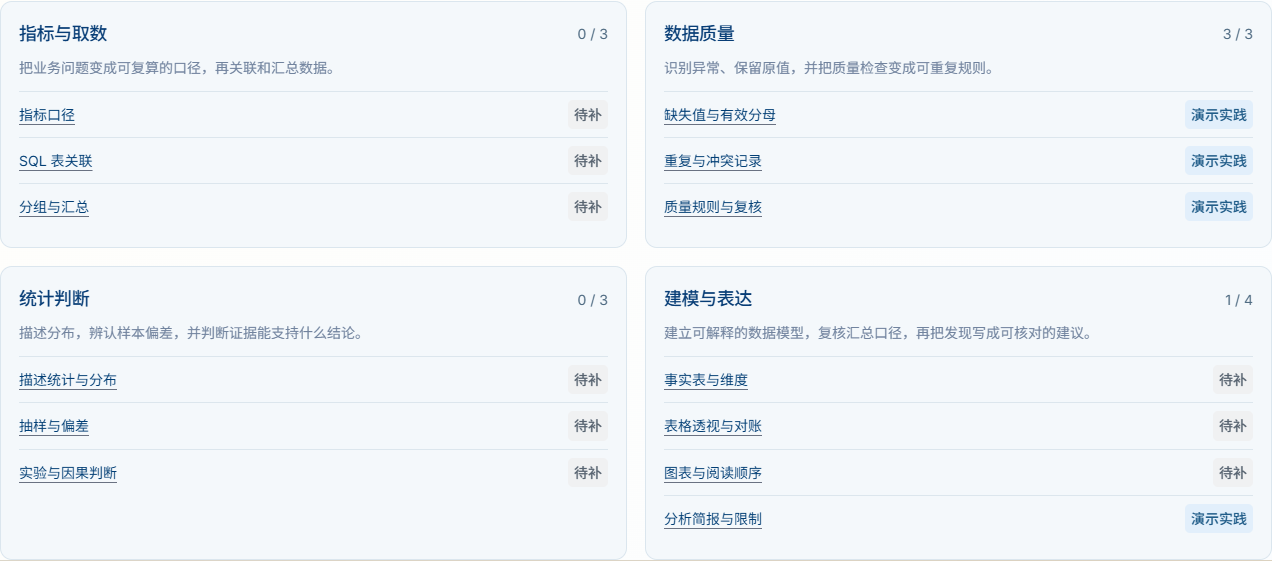 指标与取数
0 / 3
把业务问题变成可复算的口径，再关联和汇总数据。
指标口径
待补
SQL 表关联
待补
分组与汇总
待补
数据质量
3 / 3
识别异常、保留原值，并把质量检查变成可重复规则。
缺失值与有效分母
演示实践
重复与冲突记录
演示实践
质量规则与复核
演示实践
统计判断
0 / 3
描述分布，辨认样本偏差，并判断证据能支持什么结论。
描述统计与分布
待补
抽样与偏差
待补
实验与因果判断
待补
建模与表达
1 / 4
建立可解释的数据模型，复核汇总口径，再把发现写成可核对的建议。
事实表与维度
待补
表格透视与对账
待补
图表与阅读顺序
待补
分析简报与限制
演示实践